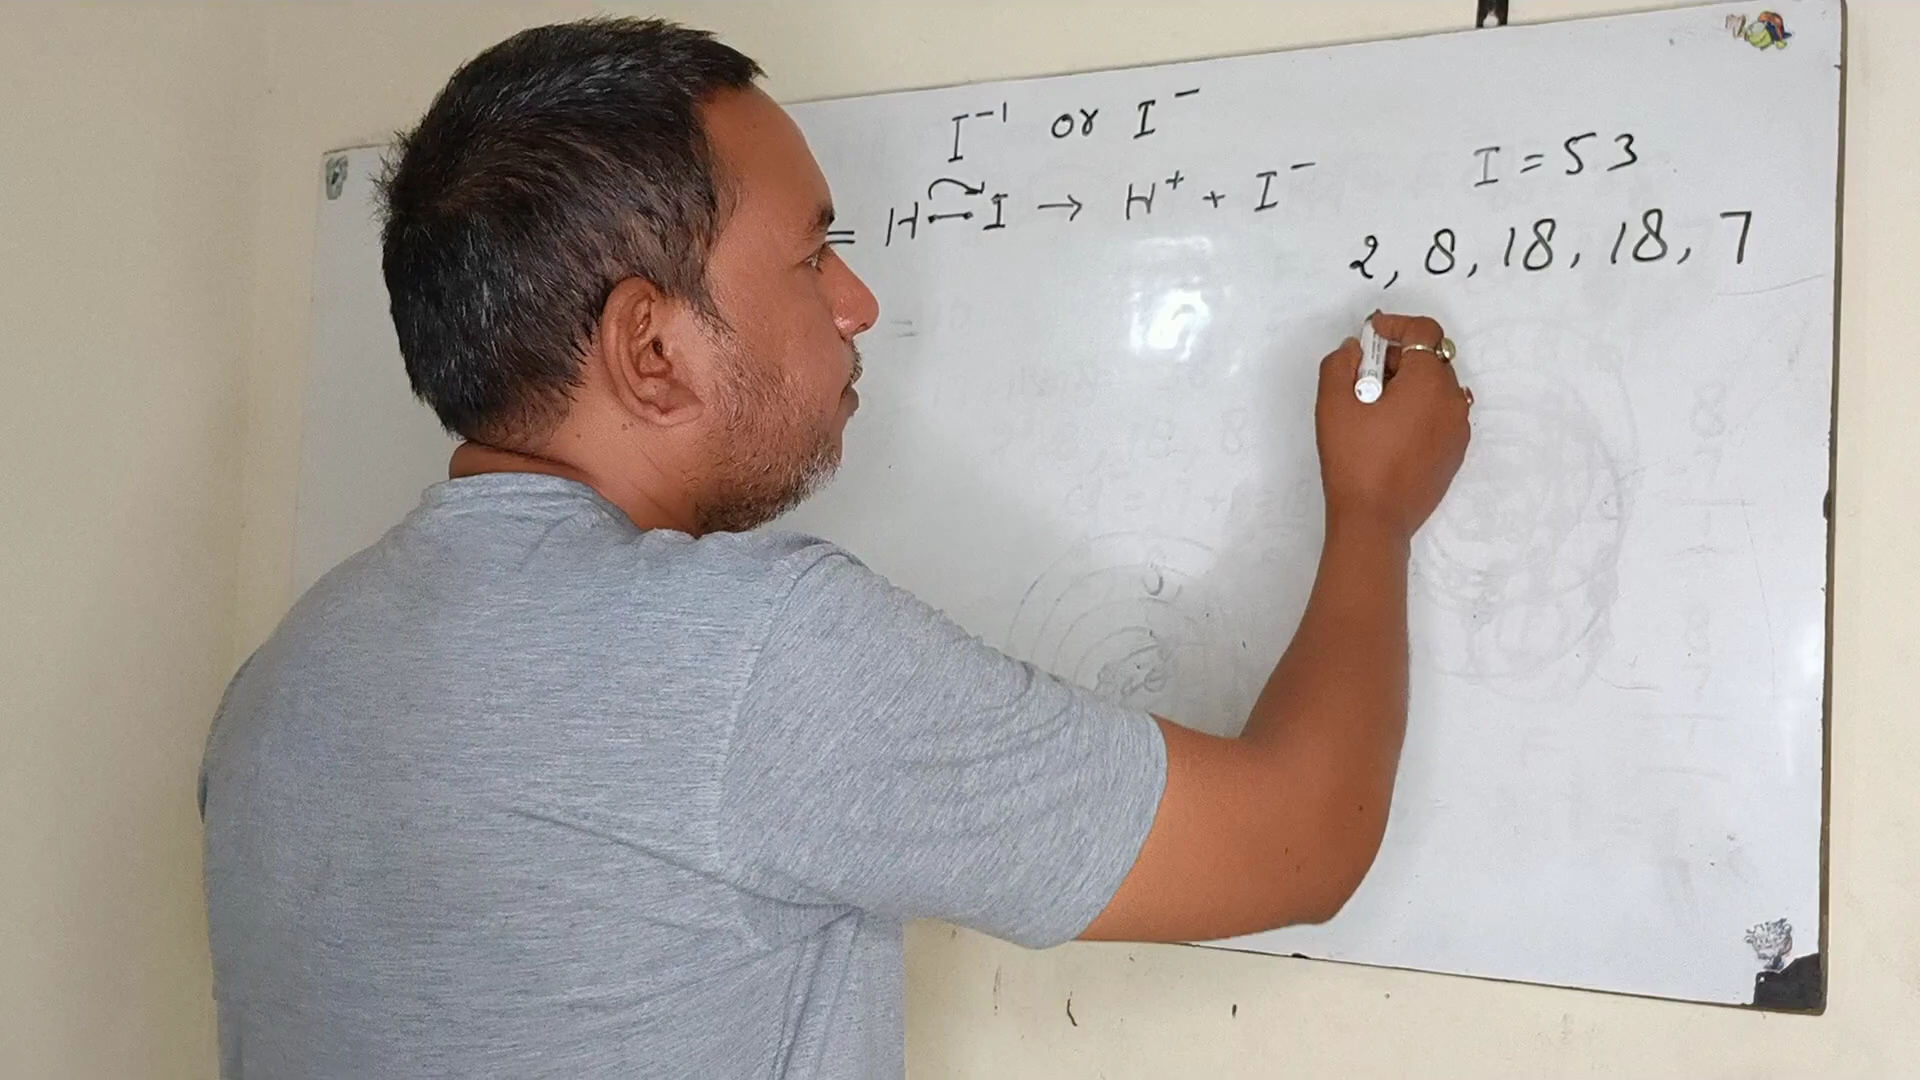 I⁻¹ or I⁻
= H–I → H⁺ + I⁻
I = 53
2, 8, 18, 18, 7